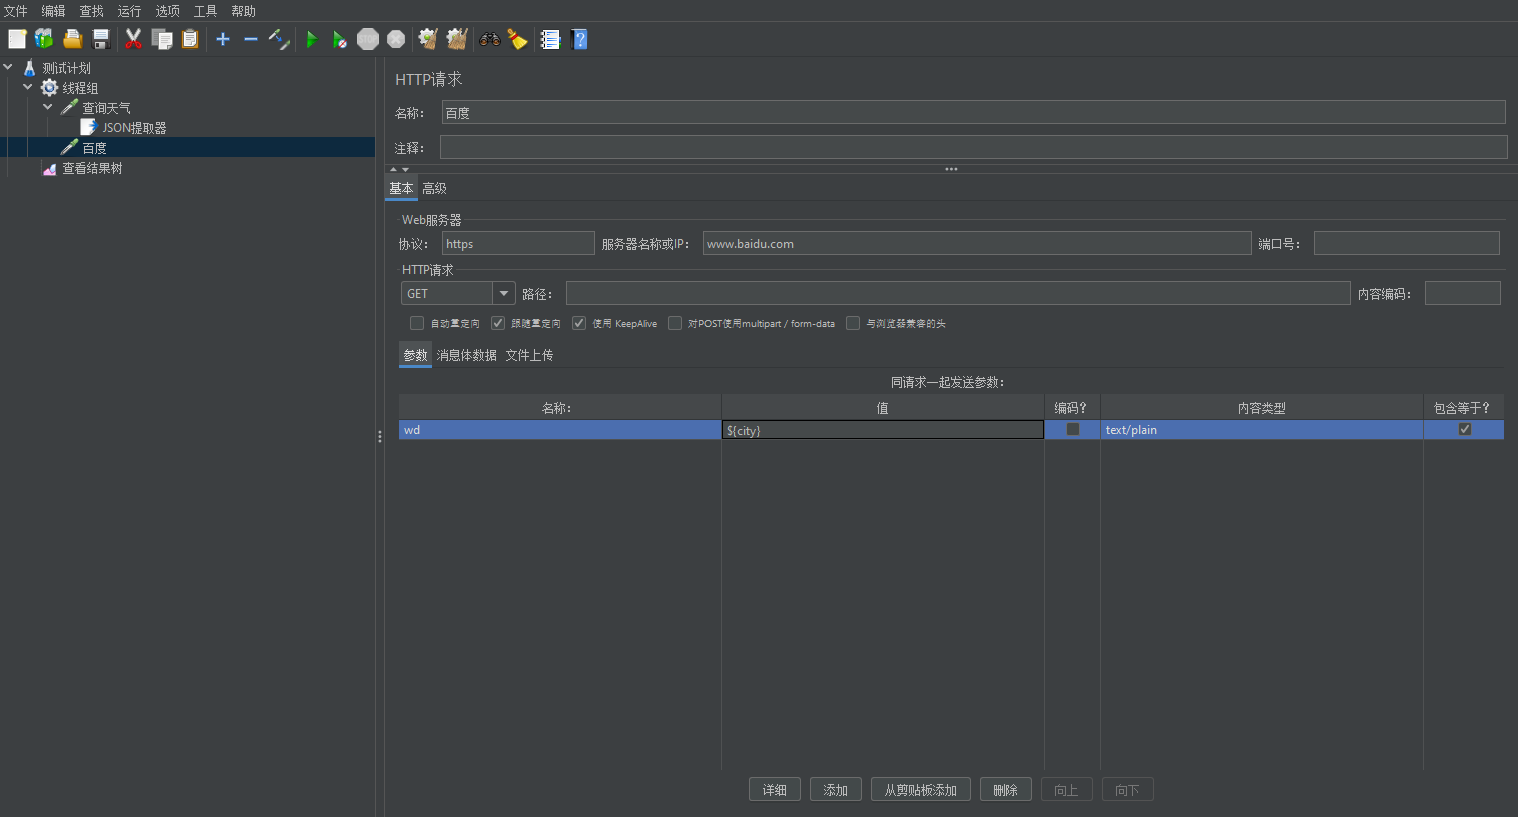 文件 编辑 查找 运行 选项 工具 帮助
测试计划
线程组
查询天气
JSON提取器
百度
查看结果树
HTTP请求
名称： 百度
注释：
基本 高级
Web服务器
协议： https 服务器名称或IP： www.baidu.com 端口号：
HTTP请求
GET 路径： 内容编码：
自动重定向 跟随重定向 使用 KeepAlive 对POST使用multipart / form-data 与浏览器兼容的头
参数 消息体数据 文件上传
同请求一起发送参数：
名称： 值 编码？ 内容类型 包含等于？
wd ${city} text/plain
详细 添加 从剪贴板添加 删除 向上 向下